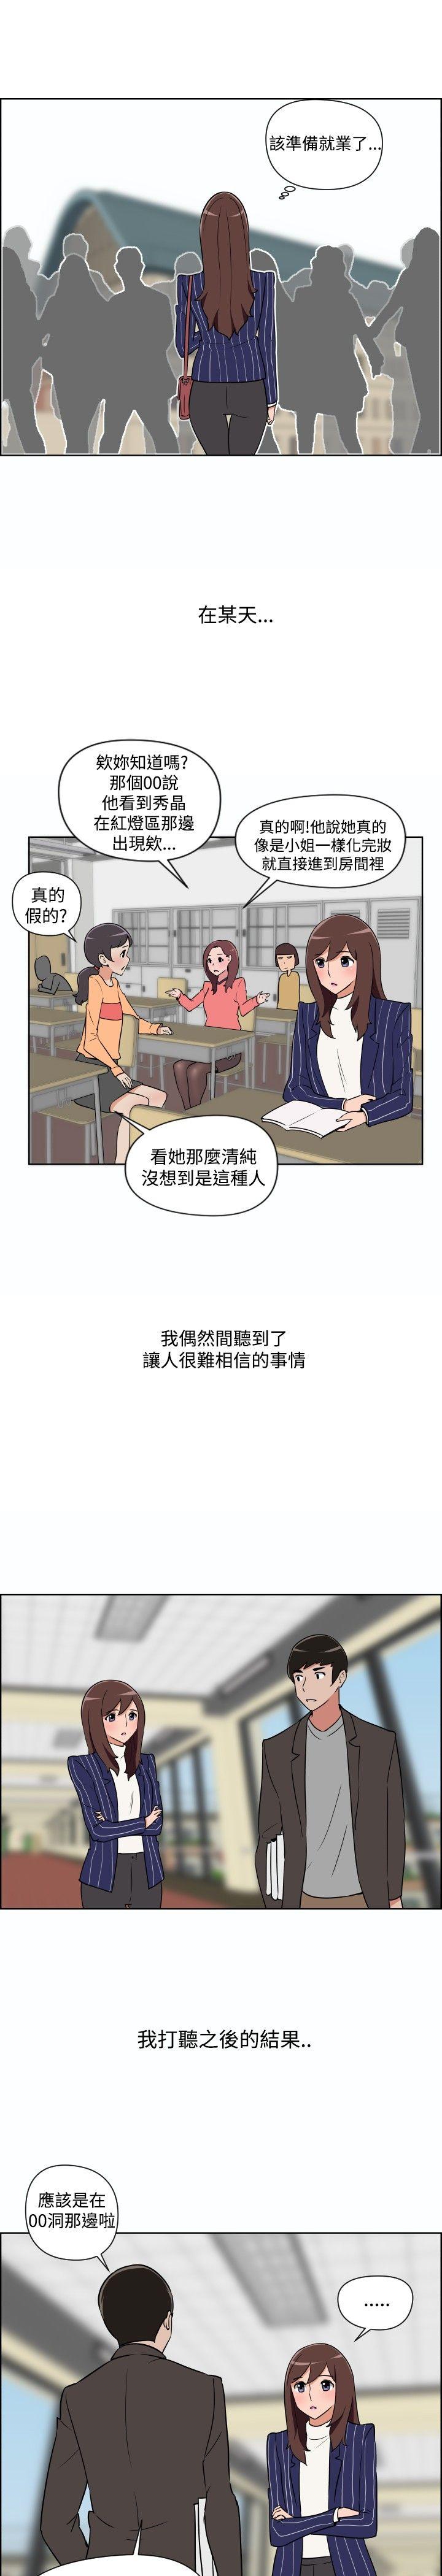 該準備就業了...
在某天...
欸妳知道嗎?
那個00說
他看到秀晶
在紅燈區那邊
出現欸...
真的啊!他說她真的
像是小姐一樣化完妝
就直接進到房間裡
真的
假的?
看她那麼清純
沒想到是這種人
我偶然間聽到了
讓人很難相信的事情
我打聽之後的結果..
應該是在
00洞那邊啦
.....